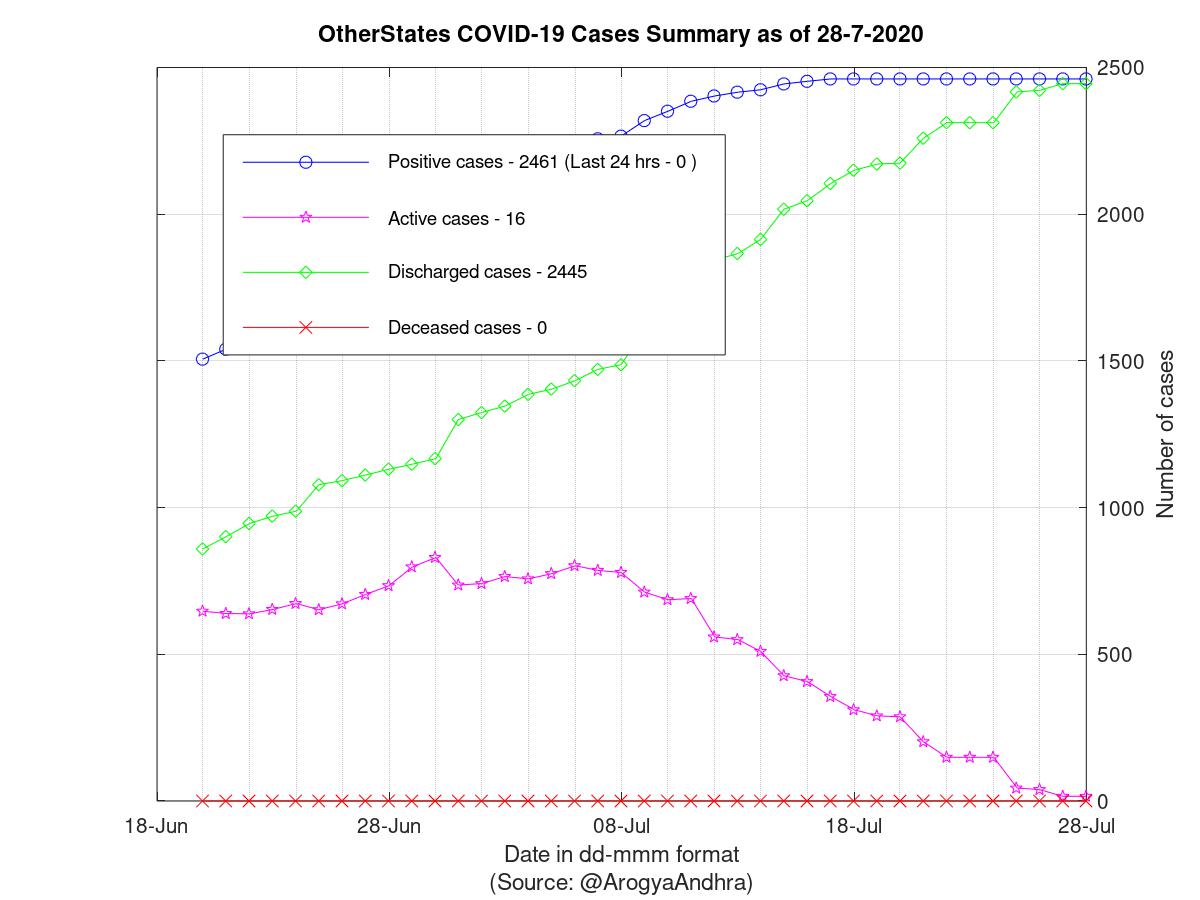 OtherStates COVID-19 Cases Summary as of 28-7-2020
Positive cases - 2461 (Last 24 hrs - 0 )
Active cases - 16
Discharged cases - 2445
Deceased cases - 0
2500
2000
1500
1000
500
0
Number of cases
18-Jun 28-Jun 08-Jul 18-Jul 28-Jul
Date in dd-mmm format
(Source: @ArogyaAndhra)